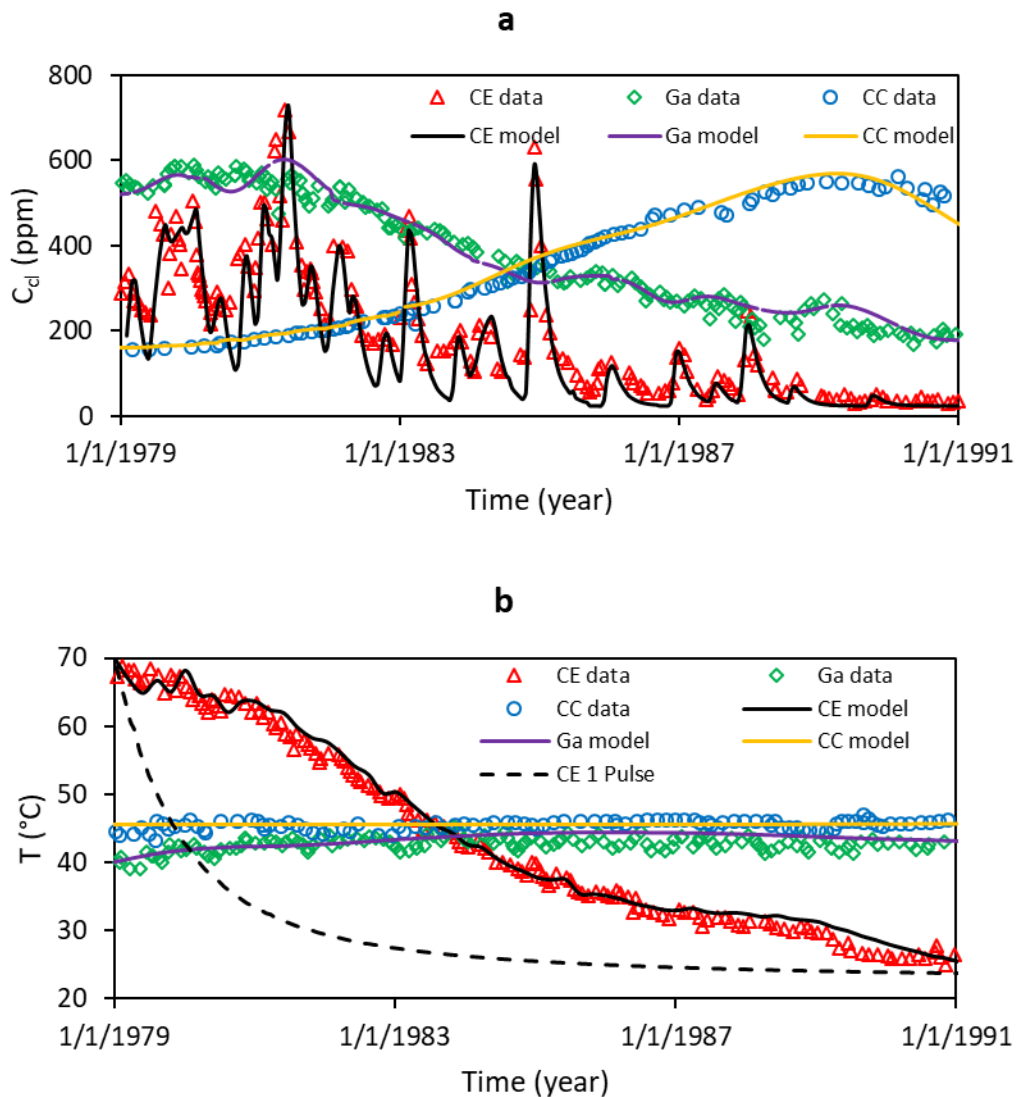 a
800
600
400
200
0
C_cl (ppm)
CE data Ga data CC data
CE model Ga model CC model
1/1/1979 1/1/1983 1/1/1987 1/1/1991
Time (year)
b
70
60
50
40
30
20
T (°C)
CE data Ga data
CC data CE model
Ga model CC model
CE 1 Pulse
1/1/1979 1/1/1983 1/1/1987 1/1/1991
Time (year)